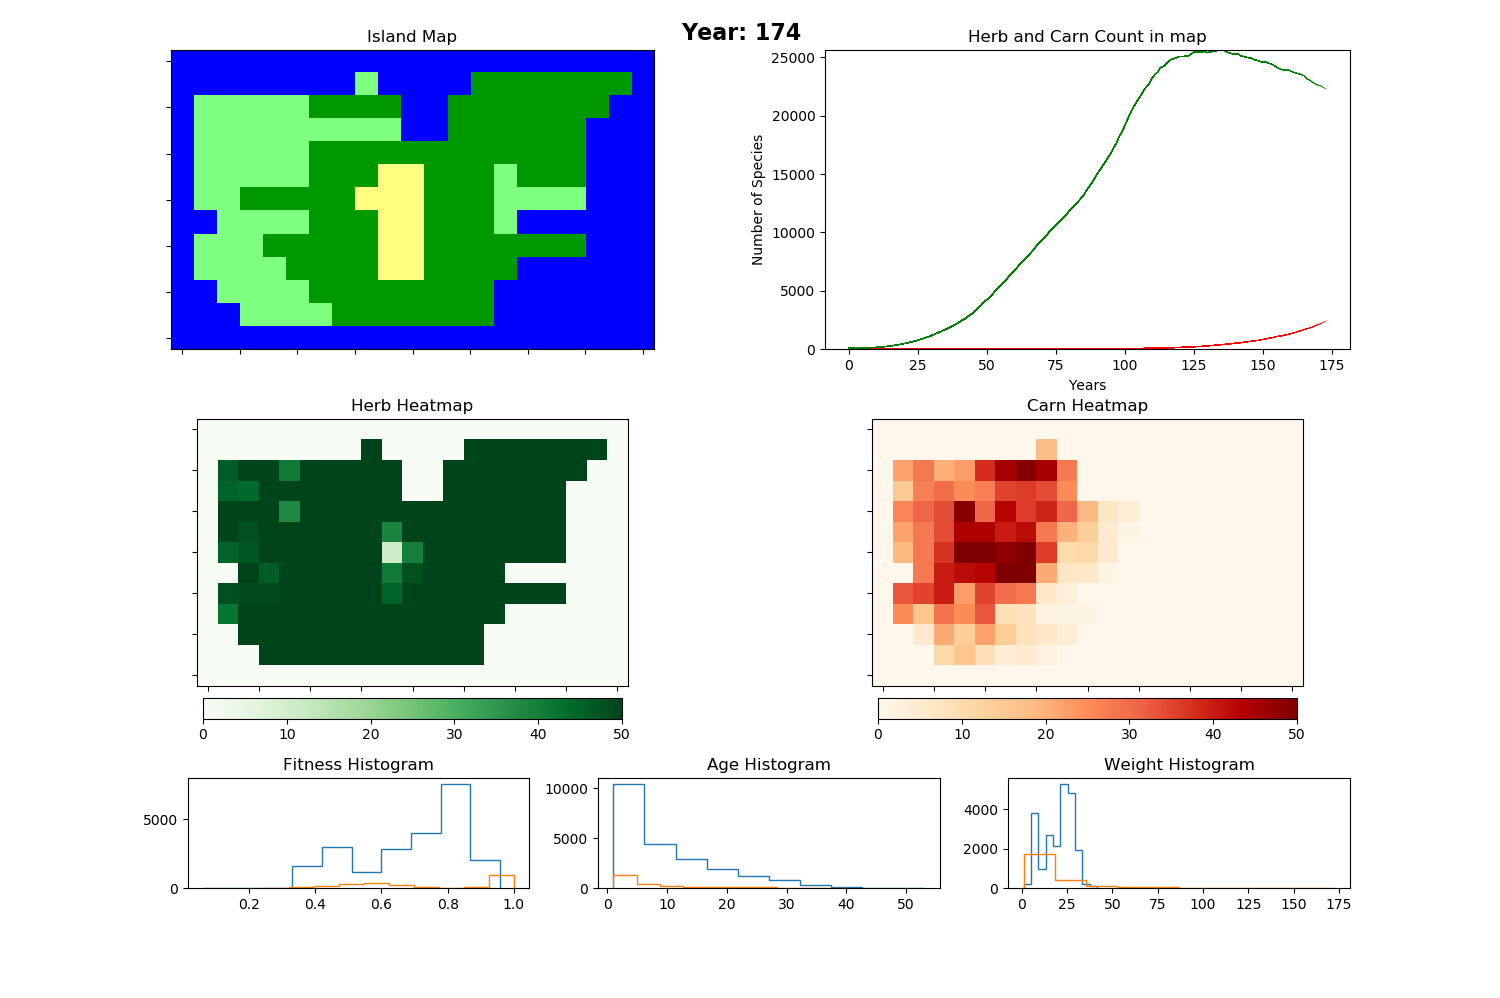 Year: 174
Island Map
Herb and Carn Count in map
Number of Species
25000
20000
15000
10000
5000
0
0 25 50 75 100 125 150 175
Years
Herb Heatmap
0 10 20 30 40 50
Carn Heatmap
0 10 20 30 40 50
Fitness Histogram
5000
0
0.2 0.4 0.6 0.8 1.0
Age Histogram
10000
5000
0
0 10 20 30 40 50
Weight Histogram
4000
2000
0
0 25 50 75 100 125 150 175